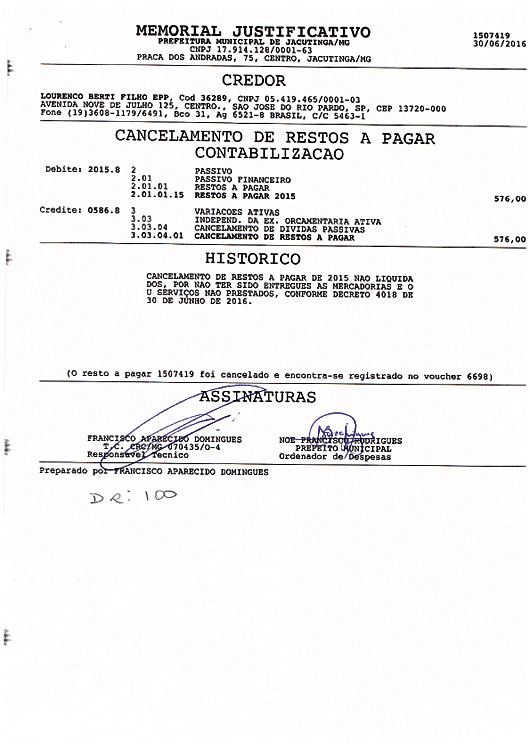 MEMORIAL JUSTIFICATIVO
PREFEITURA MUNICIPAL DE JACUTINGA/MG
CNPJ 17.914.128/0001-63
PRACA DOS ANDRADAS, 75, CENTRO, JACUTINGA/MG
1507419
30/06/2016
CREDOR
LOURENCO BERTI FILHO EPP, Cod 36289, CNPJ 05.419.465/0001-03
AVENIDA NOVE DE JULHO 125, CENTRO., SAO JOSE DO RIO PARDO, SP, CEP 13720-000
Fone (19)3608-1179/6491, Bco 31, Ag 6521-8 BRASIL, C/C 5463-1
CANCELAMENTO DE RESTOS A PAGAR
CONTABILIZACAO
Debite: 2015.8 2 PASSIVO
2.01 PASSIVO FINANCEIRO
2.01.01 RESTOS A PAGAR
2.01.01.15 RESTOS A PAGAR 2015 576,00
Credite: 0586.8 3 VARIACOES ATIVAS
3.03 INDEPEND. DA EX. ORCAMENTARIA ATIVA
3.03.04 CANCELAMENTO DE DIVIDAS PASSIVAS
3.03.04.01 CANCELAMENTO DE RESTOS A PAGAR 576,00
HISTORICO
CANCELAMENTO DE RESTOS A PAGAR DE 2015 NAO LIQUIDA
DOS, POR NAO TER SIDO ENTREGUES AS MERCADORIAS E O
U SERVIÇOS NAO PRESTADOS, CONFORME DECRETO 4018 DE
30 DE JUNHO DE 2016.
(O resto a pagar 1507419 foi cancelado e encontra-se registrado no voucher 6698)
ASSINATURAS
FRANCISCO APARECIDO DOMINGUES
T.C. CRC/MG 070435/O-4
Responsável Técnico
NOE FRANCISCO RODRIGUES
PREFEITO MUNICIPAL
Ordenador de Despesas
Preparado por FRANCISCO APARECIDO DOMINGUES
DR: 100